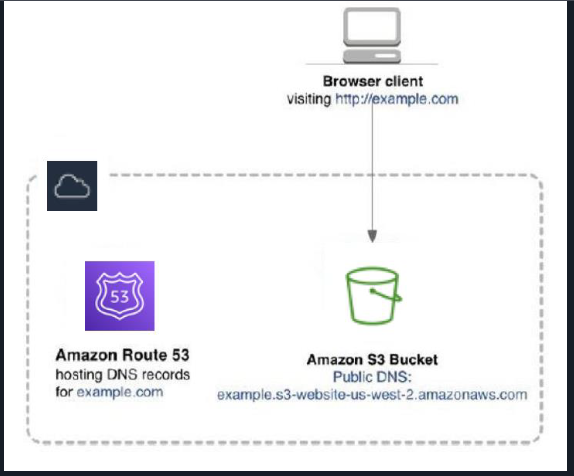 Browser client
visiting http://example.com
53
Amazon Route 53
hosting DNS records
for example.com
Amazon S3 Bucket
Public DNS:
example.s3-website-us-west-2.amazonaws.com